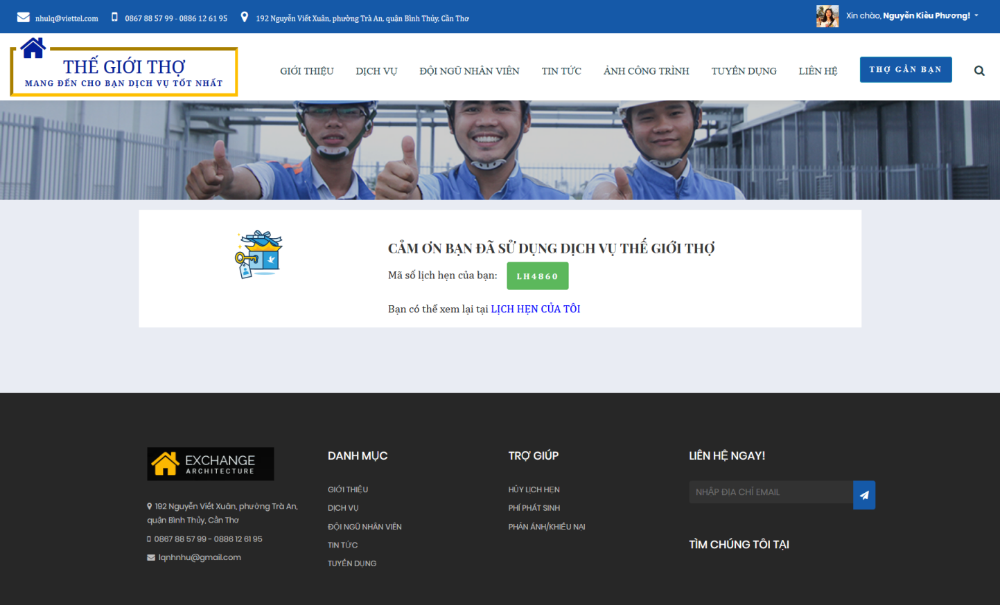 nhulq@viettel.com 0867 88 57 99 - 0886 12 61 95 192 Nguyễn Viết Xuân, phường Trà An, quận Bình Thủy, Cần Thơ
Xin chào, Nguyễn Kiều Phương!
THẾ GIỚI THỢ
MANG ĐẾN CHO BẠN DỊCH VỤ TỐT NHẤT
GIỚI THIỆU DỊCH VỤ ĐỘI NGŨ NHÂN VIÊN TIN TỨC ẢNH CÔNG TRÌNH TUYỂN DỤNG LIÊN HỆ THỢ GẦN BẠN
CẢM ƠN BẠN ĐÃ SỬ DỤNG DỊCH VỤ THẾ GIỚI THỢ
Mã số lịch hẹn của bạn: LH4860
Bạn có thể xem lại tại LỊCH HẸN CỦA TÔI
EXCHANGE
ARCHITECTURE
192 Nguyễn Viết Xuân, phường Trà An,
quận Bình Thủy, Cần Thơ
0867 88 57 99 - 0886 12 61 95
lqnhnhu@gmail.com
DANH MỤC
GIỚI THIỆU
DỊCH VỤ
ĐỘI NGŨ NHÂN VIÊN
TIN TỨC
TUYỂN DỤNG
TRỢ GIÚP
HỦY LỊCH HẸN
PHÍ PHÁT SINH
PHẢN ÁNH/KHIẾU NẠI
LIÊN HỆ NGAY!
NHẬP ĐỊA CHỈ EMAIL
TÌM CHÚNG TÔI TẠI